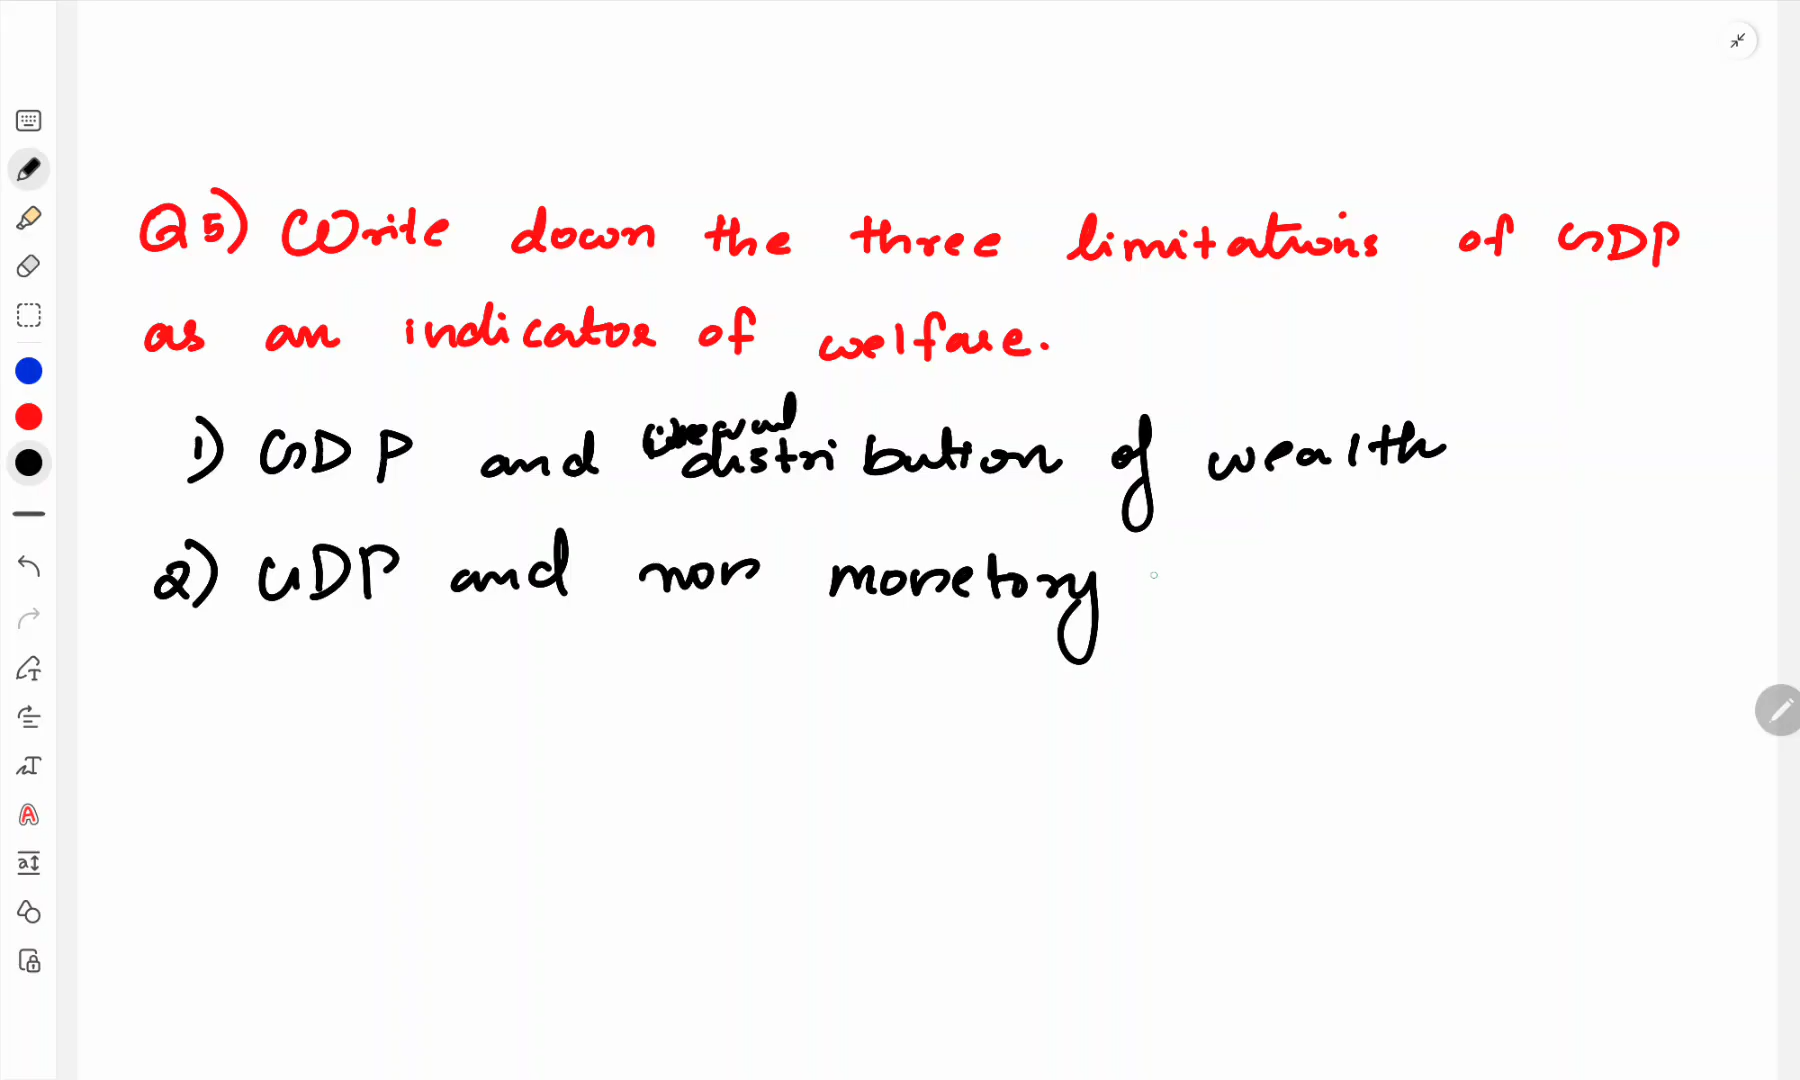 Q5) Write down the three limitations of GDP
as an indicator of welfare.
1) GDP and unequal distribution of wealth
2) GDP and non monetory